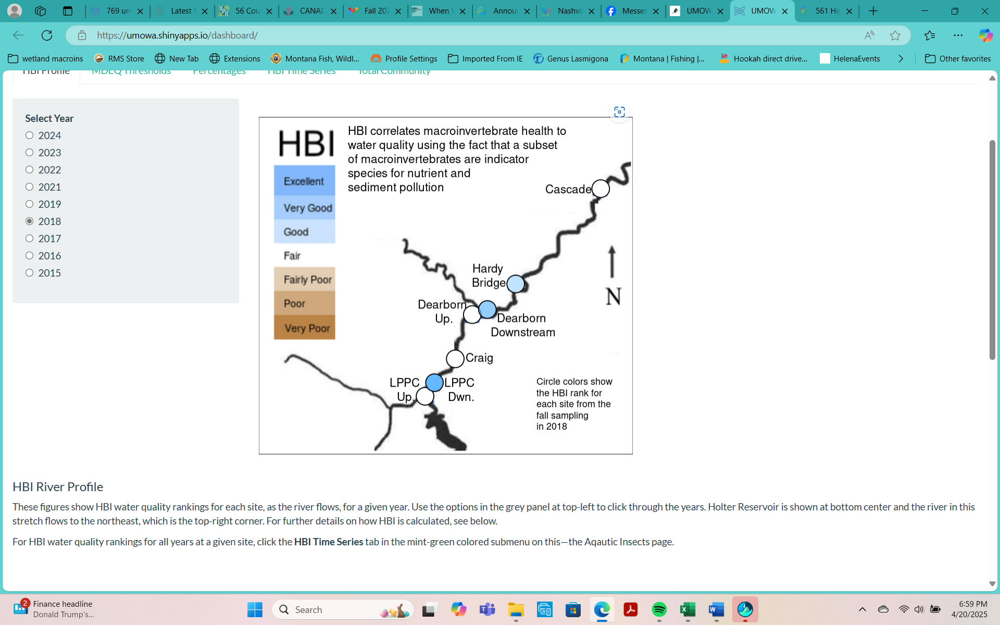 769 un
Latest
56 Cou
CANAD
Fall 202
When
Annou
Nashvil
Messer
UMOW
UMOW
561 Hi
https://umowa.shinyapps.io/dashboard/
wetland macroins
RMS Store
New Tab
Extensions
Montana Fish, Wildl...
Profile Settings
Imported From IE
Genus Lasmigona
Montana | Fishing |...
Hookah direct drive...
HelenaEvents
Other favorites
HBI Profile
MDEQ Thresholds
Percentages
HBI Time Series
Total Community
Select Year
2024
2023
2022
2021
2019
2018
2017
2016
2015
HBI
Excellent
Very Good
Good
Fair
Fairly Poor
Poor
Very Poor
HBI correlates macroinvertebrate health to
water quality using the fact that a subset
of macroinvertebrates are indicator
species for nutrient and
sediment pollution
Cascade
Hardy
Bridge
N
Dearborn
Up.
Dearborn
Downstream
Craig
LPPC
Up.
LPPC
Dwn.
Circle colors show
the HBI rank for
each site from the
fall sampling
in 2018
HBI River Profile
These figures show HBI water quality rankings for each site, as the river flows, for a given year. Use the options in the grey panel at top-left to click through the years. Holter Reservoir is shown at bottom center and the river in this
stretch flows to the northeast, which is the top-right corner. For further details on how HBI is calculated, see below.
For HBI water quality rankings for all years at a given site, click the HBI Time Series tab in the mint-green colored submenu on this—the Aqautic Insects page.
2
Finance headline
Donald Trump's...
Search
6:59 PM
4/20/2025